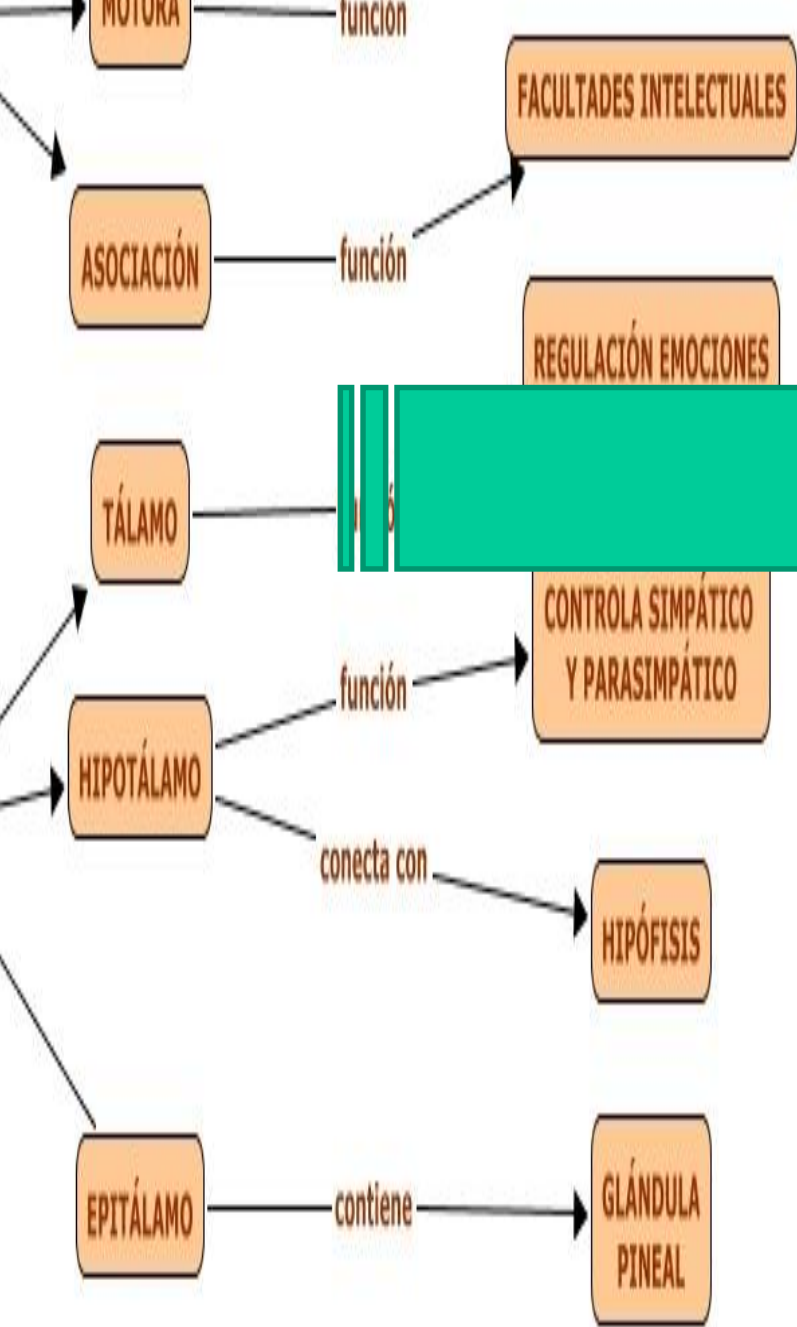 MOTORA
función
FACULTADES INTELECTUALES
ASOCIACIÓN
función
REGULACIÓN EMOCIONES
TÁLAMO
CONTROLA SIMPÁTICO
Y PARASIMPÁTICO
función
HIPOTÁLAMO
conecta con
HIPÓFISIS
EPITÁLAMO
contiene
GLÁNDULA
PINEAL